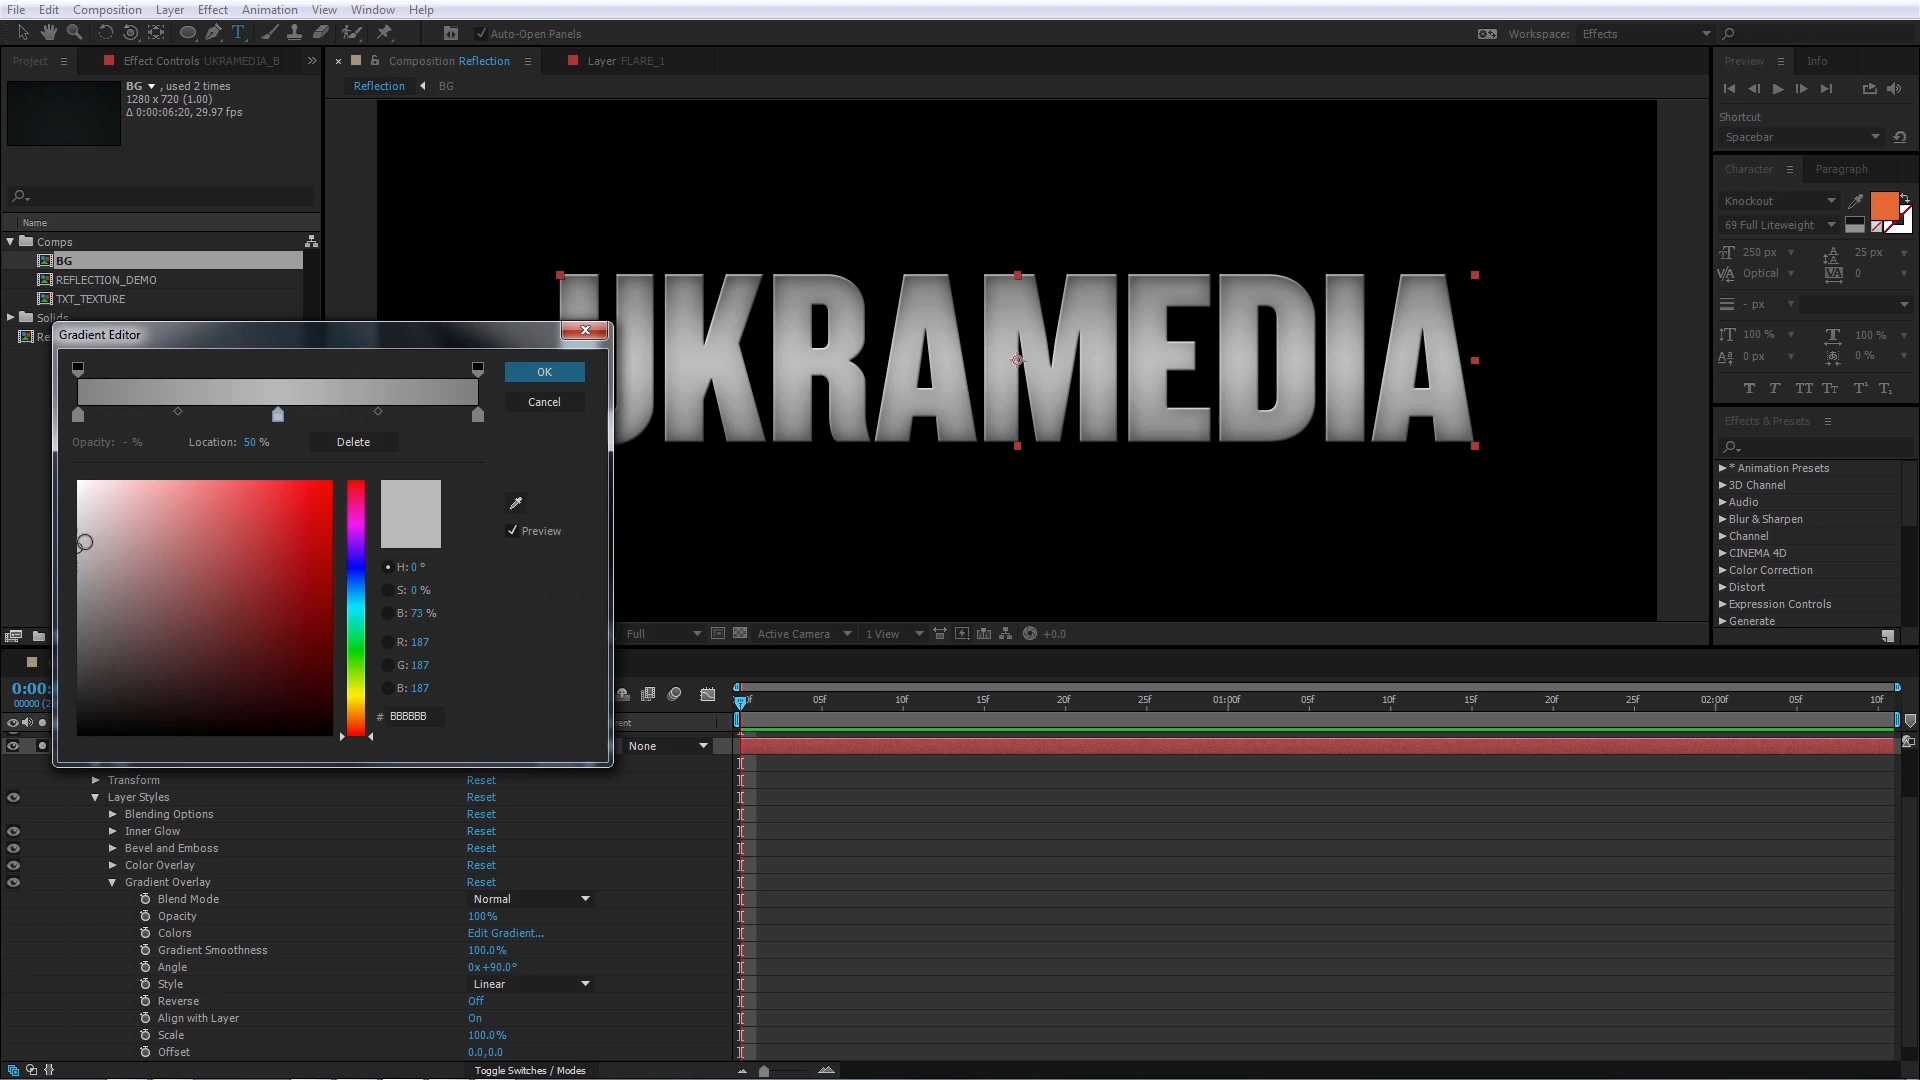 File Edit Composition Layer Effect Animation View Window Help
Auto-Open Panels
Workspace: Effects
Project
Effect Controls UKRAMEDIA_B
Composition Reflection
Layer FLARE_1
Preview
Info
BG , used 2 times
1280 x 720 (1.00)
Δ 0:00:06:20, 29.97 fps
Reflection BG
Shortcut
Spacebar
Character
Paragraph
Knockout
69 Full Liteweight
250 px
25 px
Optical
0
- px
100 %
100 %
0 px
0 %
Name
Comps
BG
REFLECTION_DEMO
TXT_TEXTURE
Solids
Re
UKRAMEDIA
Gradient Editor
OK
Cancel
Opacity: - %
Location: 50 %
Delete
Preview
H: 0 °
S: 0 %
B: 73 %
R: 187
G: 187
B: 187
# BBBBBB
Effects & Presets
* Animation Presets
3D Channel
Audio
Blur & Sharpen
Channel
CINEMA 4D
Color Correction
Distort
Expression Controls
Generate
Full
Active Camera
1 View
+0.0
0:00:
00000 (2
05f 10f 15f 20f 25f 01:00f 05f 10f 15f 20f 25f 02:00f 05f 10f
rent
None
Transform Reset
Layer Styles Reset
Blending Options Reset
Inner Glow Reset
Bevel and Emboss Reset
Color Overlay Reset
Gradient Overlay Reset
Blend Mode Normal
Opacity 100%
Colors Edit Gradient...
Gradient Smoothness 100.0%
Angle 0x+90.0°
Style Linear
Reverse Off
Align with Layer On
Scale 100.0%
Offset 0.0,0.0
Toggle Switches / Modes